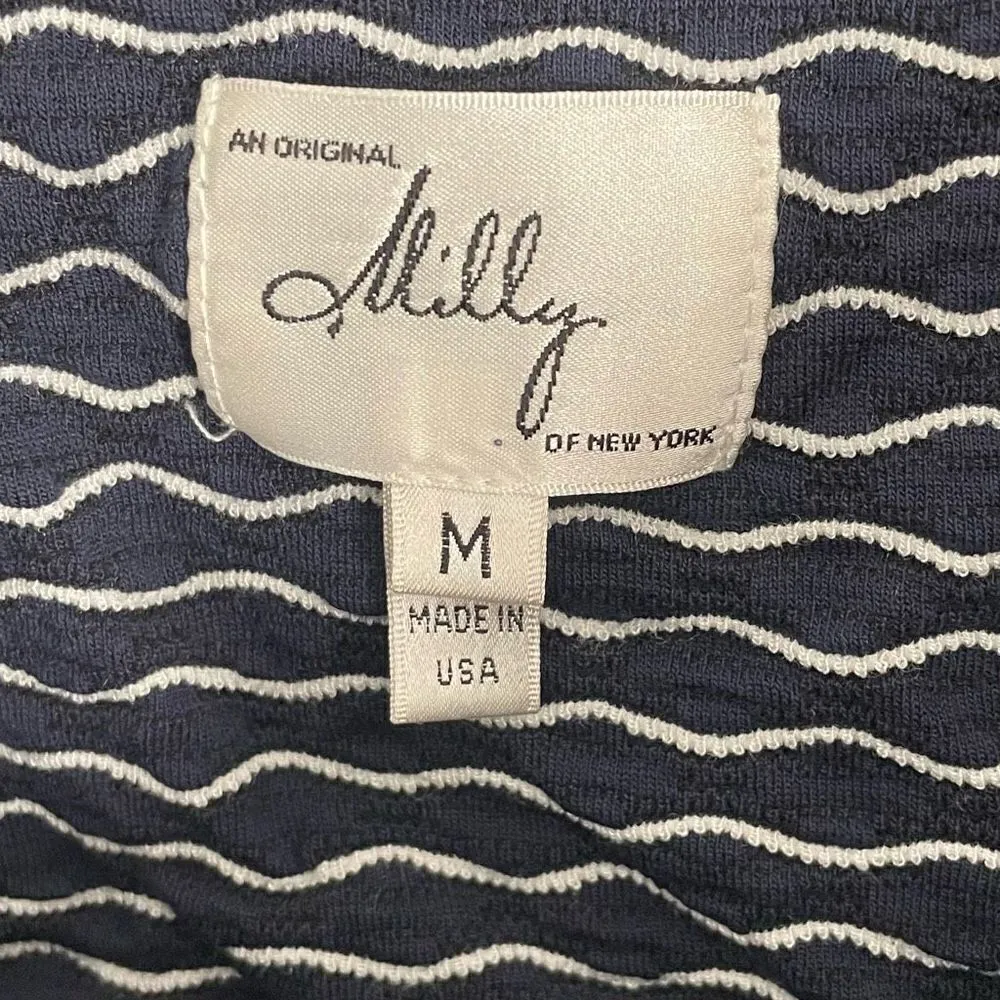 AN ORIGINAL
Milly
OF NEW YORK
M
MADE IN
USA